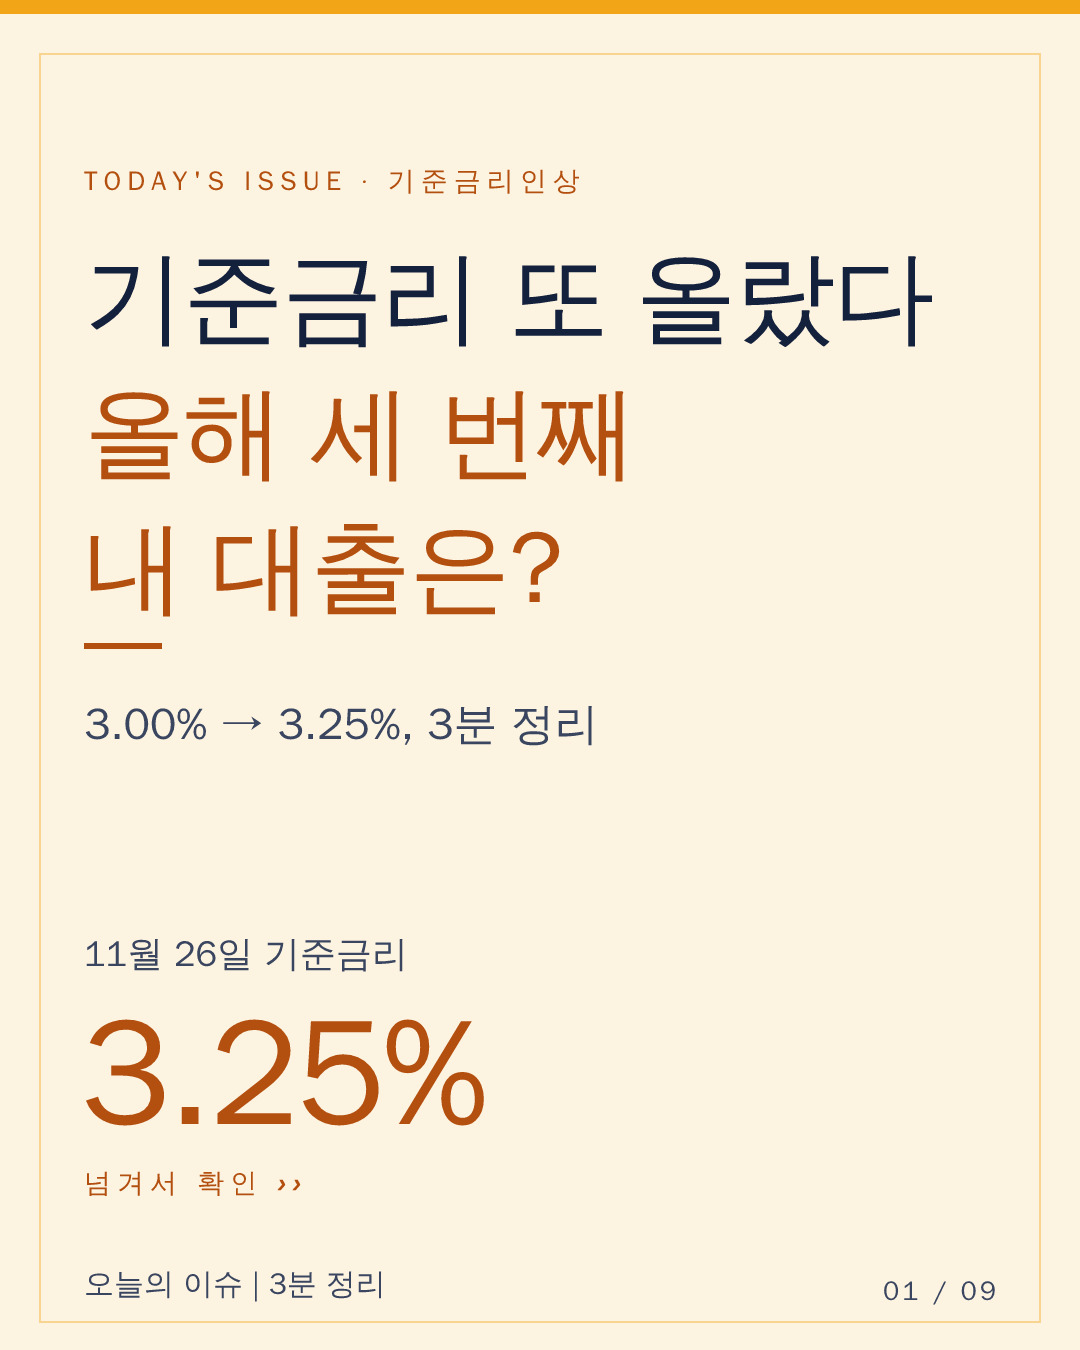 TODAY'S ISSUE · 기준금리인상
기준금리 또 올랐다
올해 세 번째
내 대출은?
3.00% → 3.25%, 3분 정리
11월 26일 기준금리
3.25%
넘겨서 확인 ››
오늘의 이슈 | 3분 정리
01 / 09